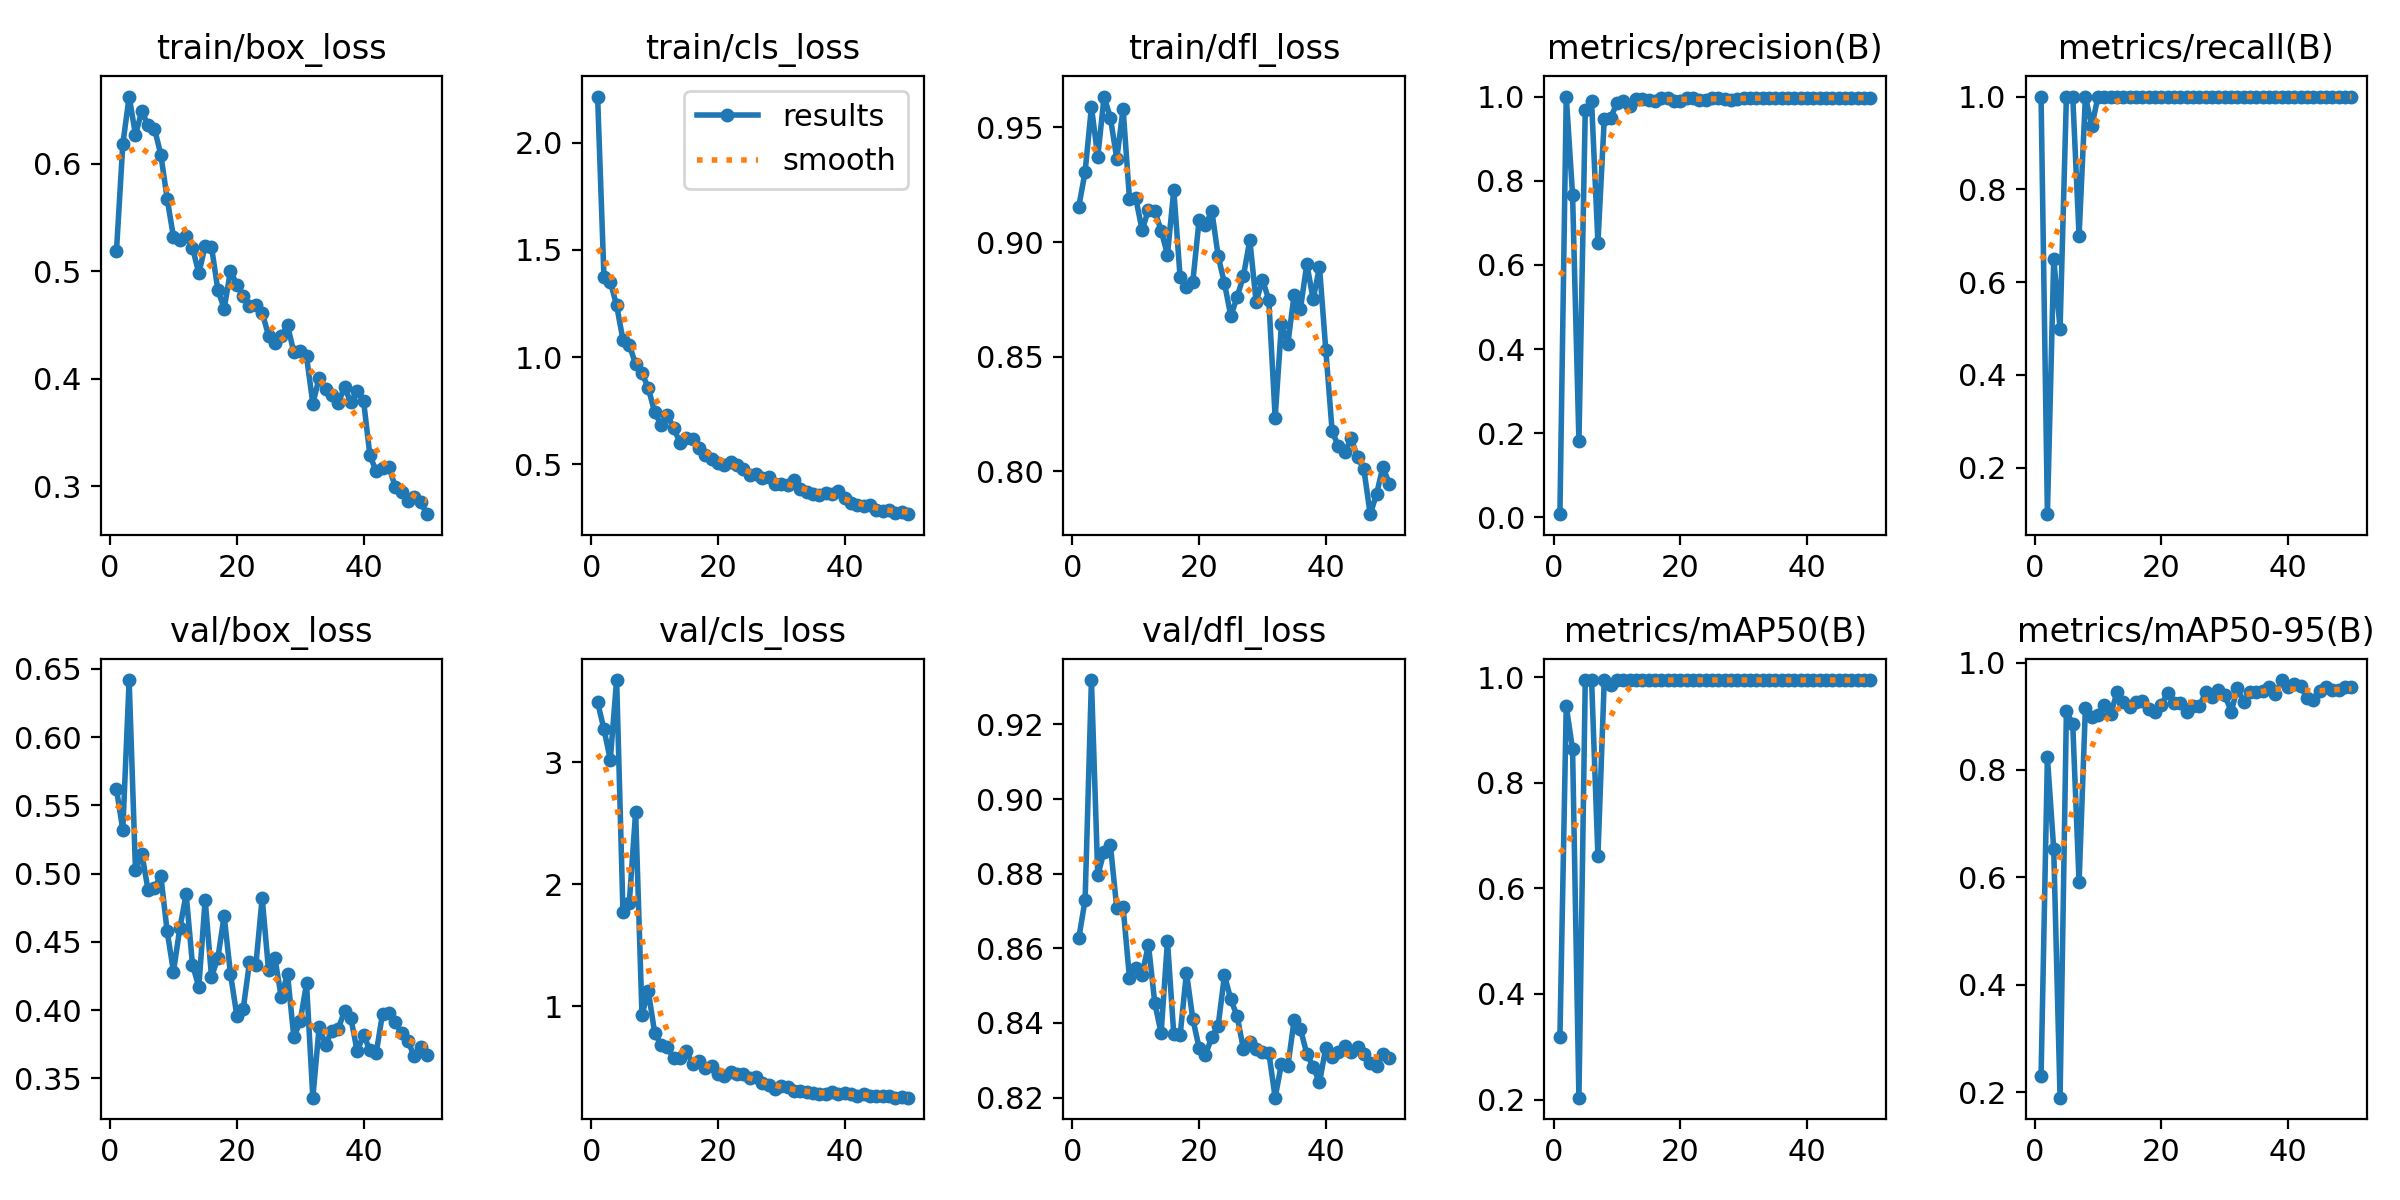 train/box_loss
0.6
0.5
0.4
0.3
0 20 40
train/cls_loss
results
smooth
2.0
1.5
1.0
0.5
0 20 40
train/dfl_loss
0.95
0.90
0.85
0.80
0 20 40
metrics/precision(B)
1.0
0.8
0.6
0.4
0.2
0.0
0 20 40
metrics/recall(B)
1.0
0.8
0.6
0.4
0.2
0 20 40
val/box_loss
0.65
0.60
0.55
0.50
0.45
0.40
0.35
0 20 40
val/cls_loss
3
2
1
0 20 40
val/dfl_loss
0.92
0.90
0.88
0.86
0.84
0.82
0 20 40
metrics/mAP50(B)
1.0
0.8
0.6
0.4
0.2
0 20 40
metrics/mAP50-95(B)
1.0
0.8
0.6
0.4
0.2
0 20 40